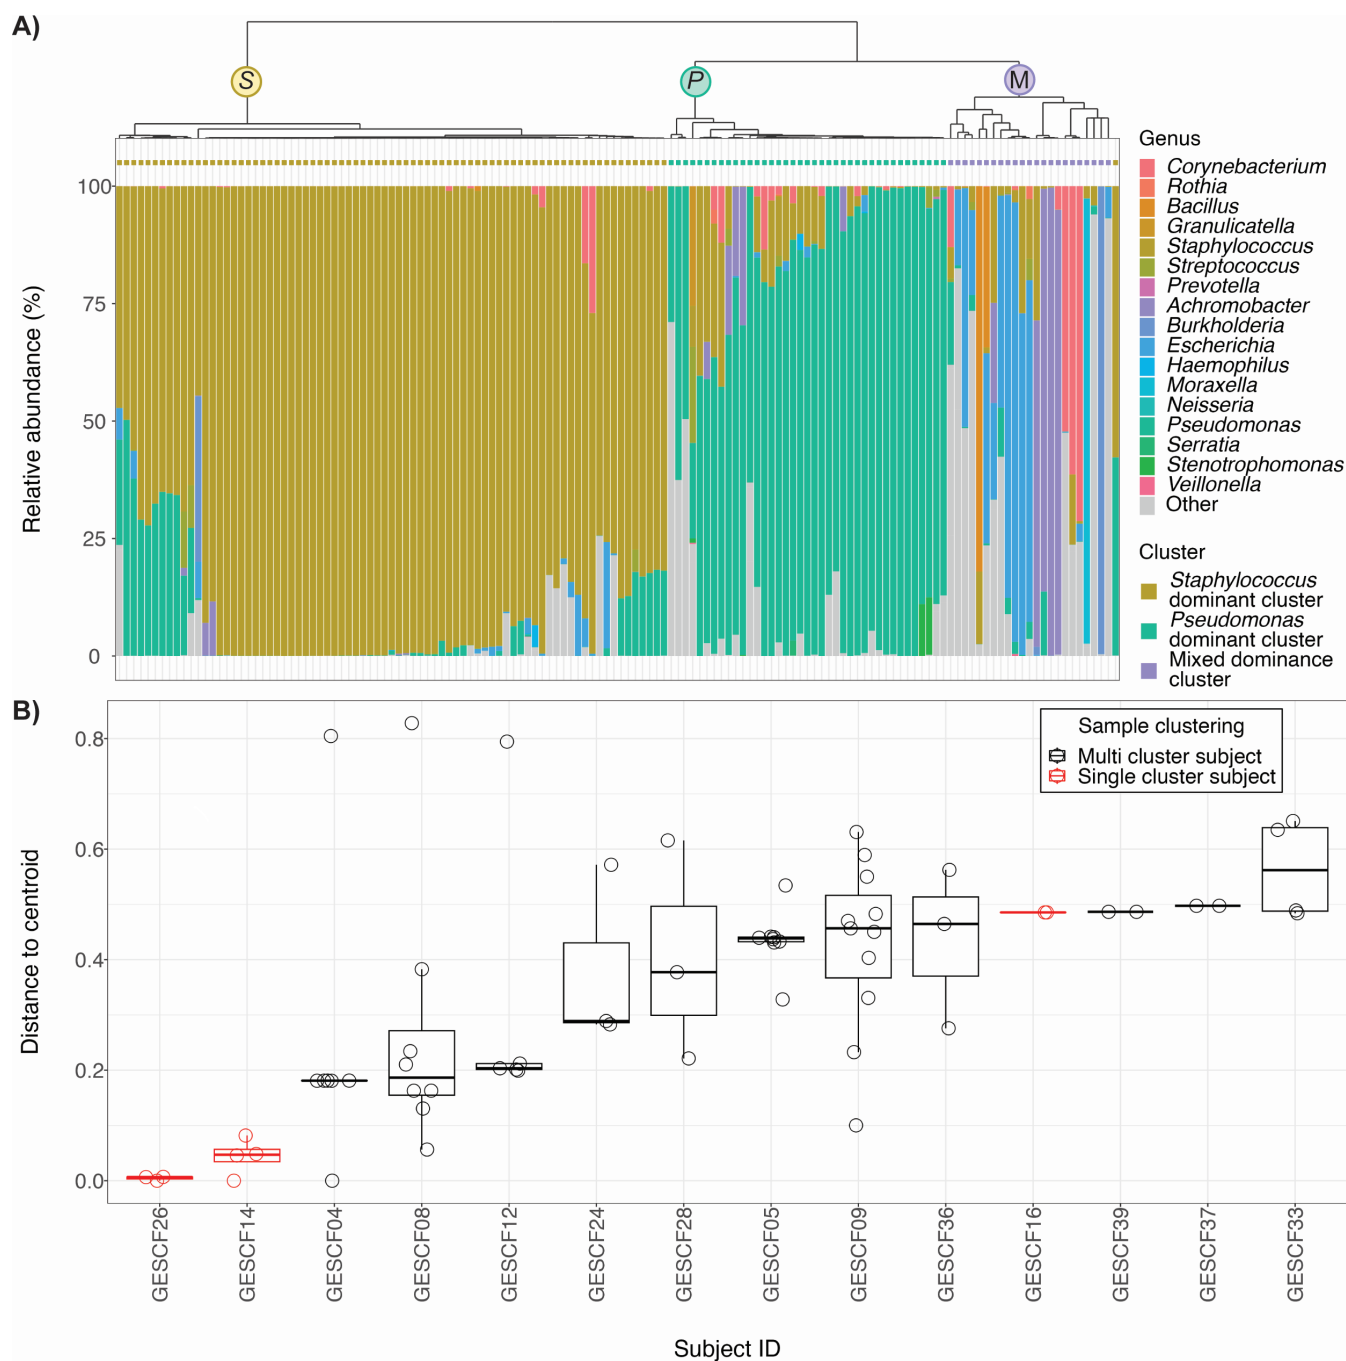 A)
S
P
M
Genus
Corynebacterium
Rothia
Bacillus
Granulicatella
Staphylococcus
Streptococcus
Prevotella
Achromobacter
Burkholderia
Escherichia
Haemophilus
Moraxella
Neisseria
Pseudomonas
Serratia
Stenotrophomonas
Veillonella
Other
Cluster
Staphylococcus
dominant cluster
Pseudomonas
dominant cluster
Mixed dominance
cluster
Relative abundance (%)
100
75
50
25
0
B)
Sample clustering
Multi cluster subject
Single cluster subject
Distance to centroid
0.8
0.6
0.4
0.2
0.0
GESCF26
GESCF14
GESCF04
GESCF08
GESCF12
GESCF24
GESCF28
GESCF05
GESCF09
GESCF36
GESCF16
GESCF39
GESCF37
GESCF33
Subject ID